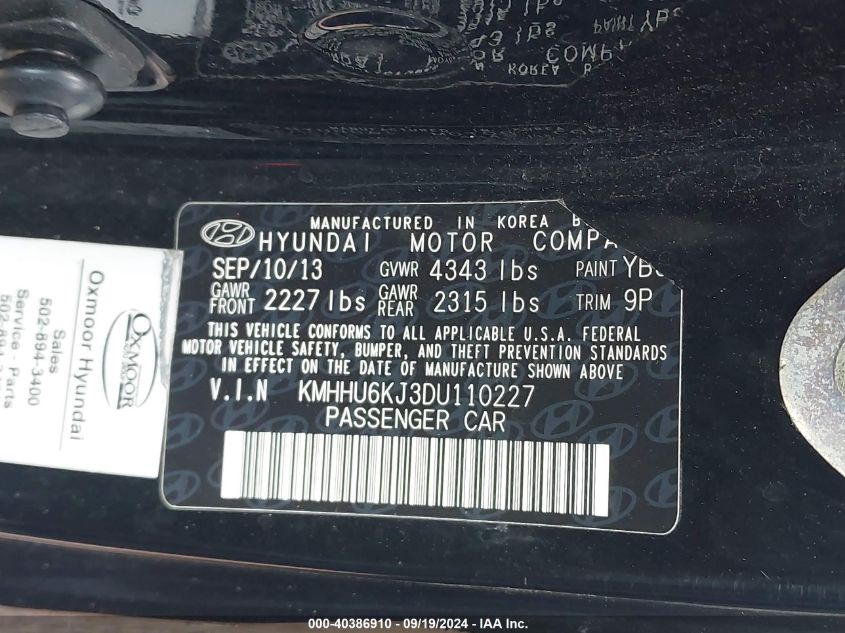 MANUFACTURED IN KOREA B
HYUNDAI MOTOR COMPA
SEP/10/13 GVWR 4343 lbs PAINT
GAWR FRONT 2227 lbs GAWR REAR 2315 lbs TRIM 9P
THIS VEHICLE CONFORMS TO ALL APPLICABLE U.S.A. FEDERAL
MOTOR VEHICLE SAFETY, BUMPER, AND THEFT PREVENTION STANDARDS
IN EFFECT ON THE DATE OF MANUFACTURE SHOWN ABOVE
V.I.N KMHHU6KJ3DU110227
PASSENGER CAR
Oxmoor Hyundai
Sales
502-894-3400
Service - Parts
OXMOOR
000-40386910 - 09/19/2024 - IAA Inc.